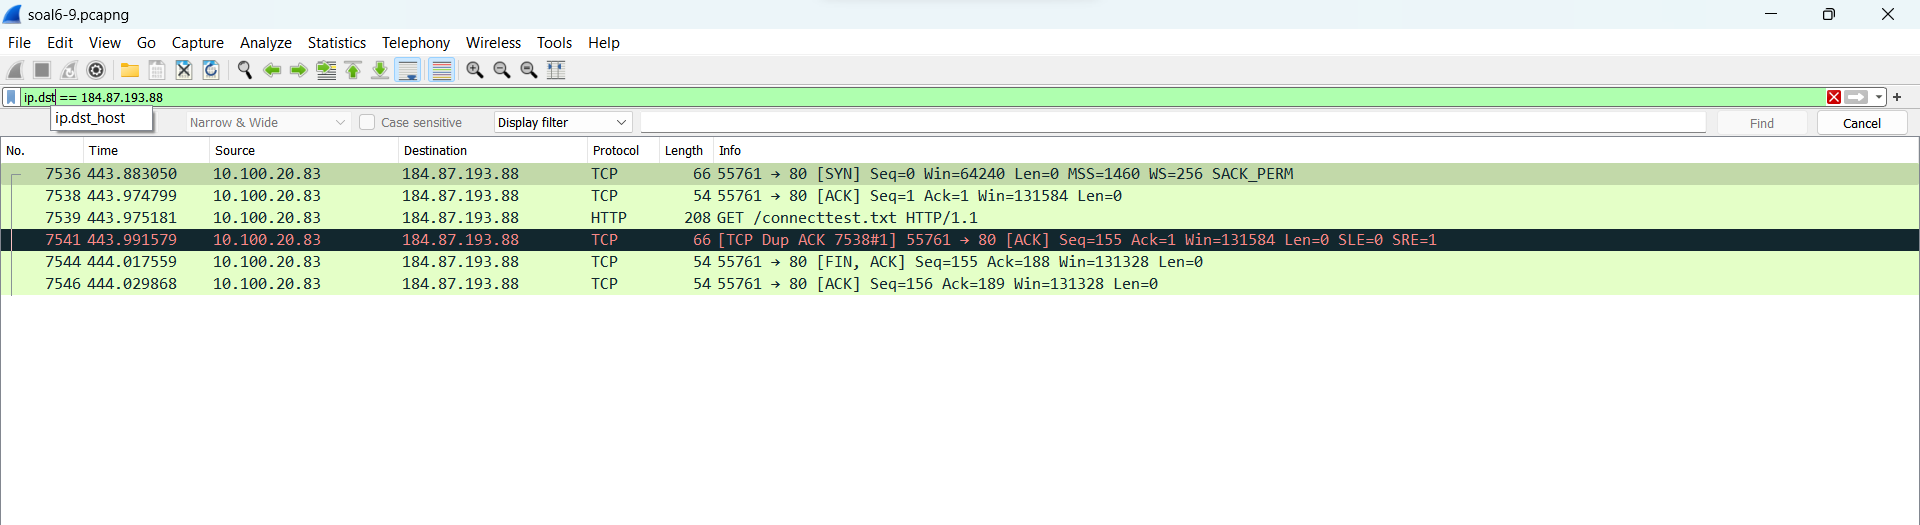 soal6-9.pcapng
File Edit View Go Capture Analyze Statistics Telephony Wireless Tools Help
ip.dst == 184.87.193.88
ip.dst_host
Narrow & Wide Case sensitive Display filter Find Cancel
No. Time Source Destination Protocol Length Info
7536 443.883050 10.100.20.83 184.87.193.88 TCP 66 55761 → 80 [SYN] Seq=0 Win=64240 Len=0 MSS=1460 WS=256 SACK_PERM
7538 443.974799 10.100.20.83 184.87.193.88 TCP 54 55761 → 80 [ACK] Seq=1 Ack=1 Win=131584 Len=0
7539 443.975181 10.100.20.83 184.87.193.88 HTTP 208 GET /connecttest.txt HTTP/1.1
7541 443.991579 10.100.20.83 184.87.193.88 TCP 66 [TCP Dup ACK 7538#1] 55761 → 80 [ACK] Seq=155 Ack=1 Win=131584 Len=0 SLE=0 SRE=1
7544 444.017559 10.100.20.83 184.87.193.88 TCP 54 55761 → 80 [FIN, ACK] Seq=155 Ack=188 Win=131328 Len=0
7546 444.029868 10.100.20.83 184.87.193.88 TCP 54 55761 → 80 [ACK] Seq=156 Ack=189 Win=131328 Len=0